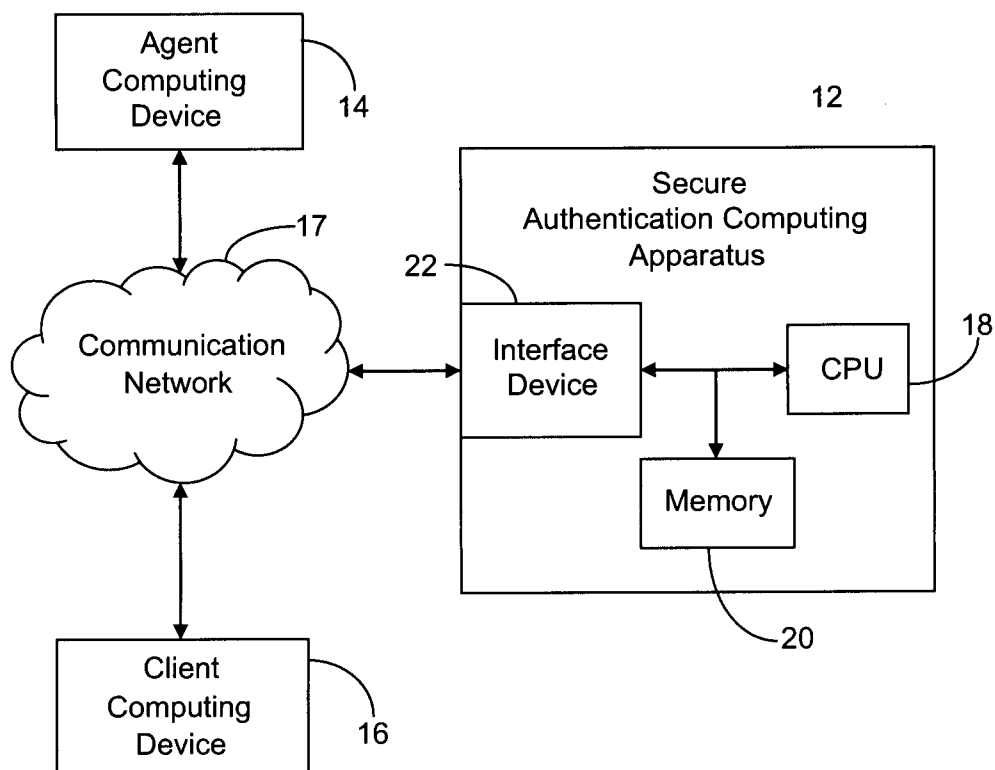 Agent
Computing
Device
14
12
Secure
Authentication Computing
Apparatus
17
22
Communication
Network
Interface
Device
CPU
18
Memory
20
Client
Computing
Device
16